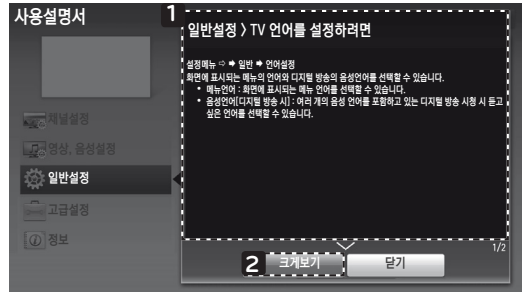 사용설명서
1
일반설정 > TV 언어를 설정하려면
설정메뉴 ⇨ ➡ 일반 ➡ 언어설정
화면에 표시되는 메뉴의 언어와 디지털 방송의 음성언어를 선택할 수 있습니다.
• 메뉴언어 : 화면에 표시되는 메뉴 언어를 선택할 수 있습니다.
• 음성언어[디지털 방송 시] : 여러 개의 음성 언어를 포함하고 있는 디지털 방송 시청 시 듣고
싶은 언어를 선택할 수 있습니다.
채널설정
영상, 음성설정
일반설정
고급설정
정보
1/2
2
크게보기
닫기